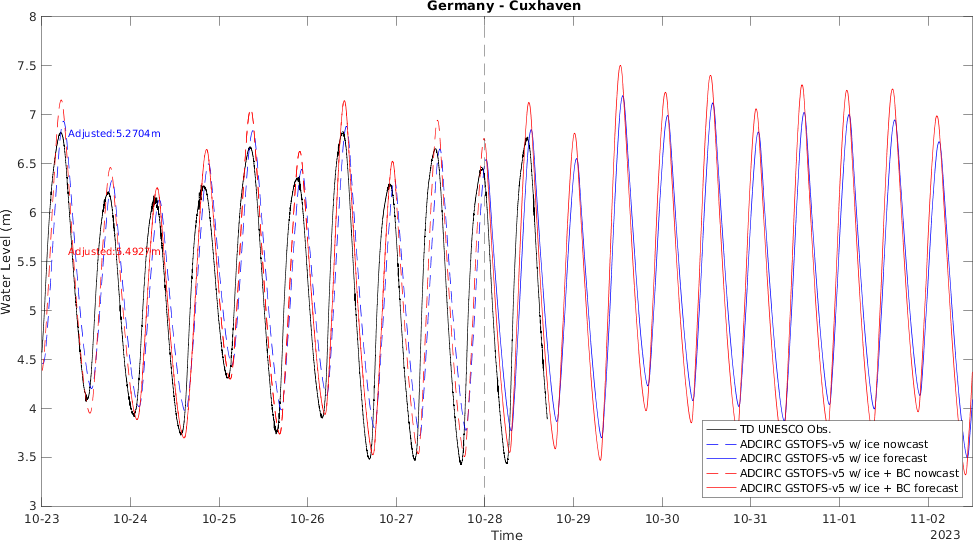 Germany - Cuxhaven
8
7.5
7
6.5
6
5.5
5
4.5
4
3.5
3
Water Level (m)
Adjusted:5.2704m
Adjusted:5.4927m
TD UNESCO Obs.
ADCIRC GSTOFS-v5 w/ ice nowcast
ADCIRC GSTOFS-v5 w/ ice forecast
ADCIRC GSTOFS-v5 w/ ice + BC nowcast
ADCIRC GSTOFS-v5 w/ ice + BC forecast
10-23 10-24 10-25 10-26 10-27 10-28 10-29 10-30 10-31 11-01 11-02
Time
2023